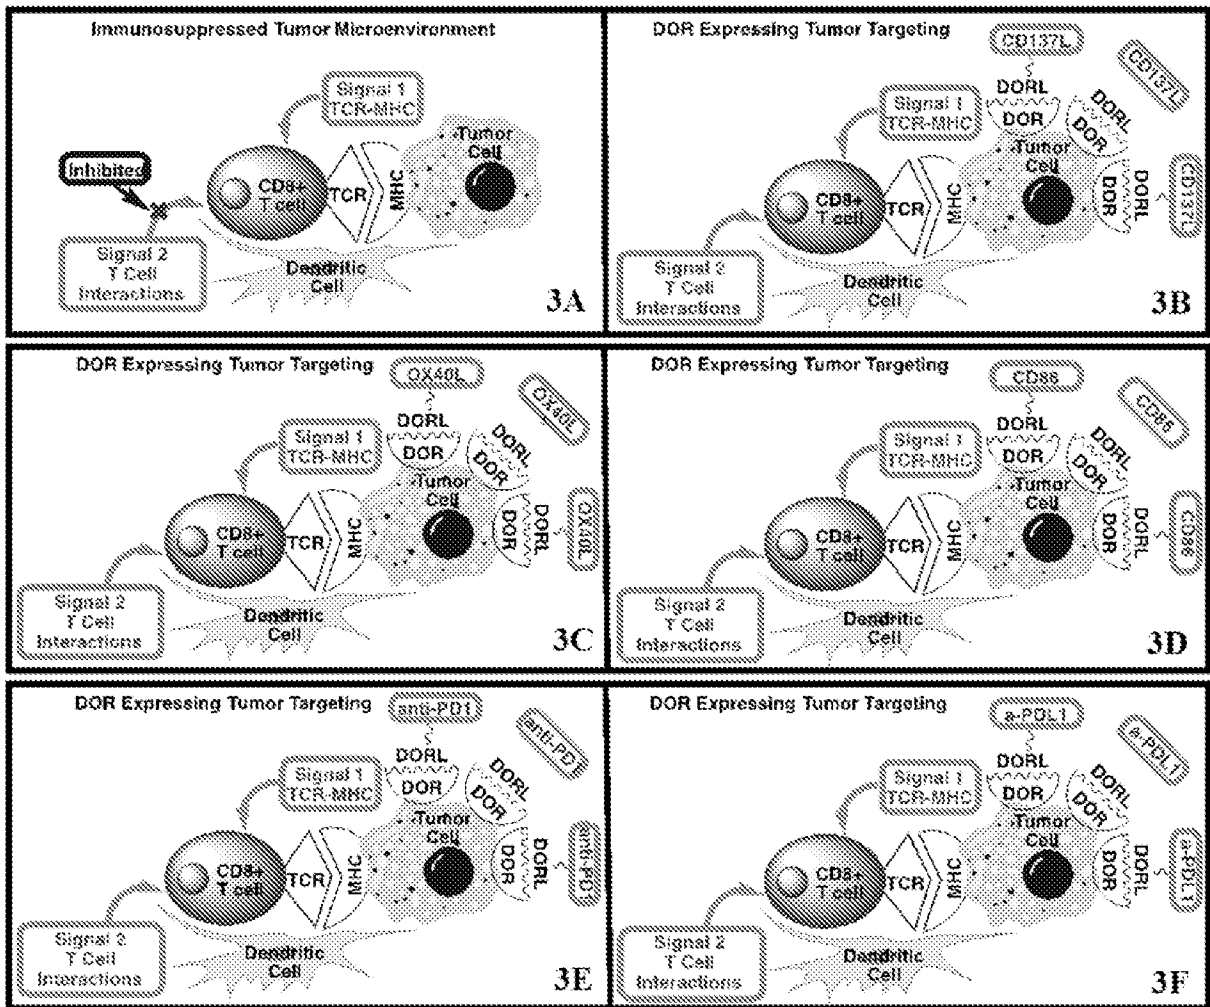 Immunosuppressed Tumor Microenvironment
Signal 1
TCR-MHC
Tumor
Cell
Inhibited
CD8+
T cell
TCR
MHC
Signal 2
T Cell
Interactions
Dendritic
Cell
3A
DOR Expressing Tumor Targeting
CD137L
CD137L
DORL
DOR
DORL
DOR
Signal 1
TCR-MHC
Tumor
Cell
DOR
DORL
CD137L
CD8+
T cell
TCR
MHC
Signal 2
T Cell
Interactions
Dendritic
Cell
3B
DOR Expressing Tumor Targeting
OX40L
OX40L
DORL
DOR
DORL
DOR
Signal 1
TCR-MHC
Tumor
Cell
DOR
DORL
OX40L
CD8+
T cell
TCR
MHC
Signal 2
T Cell
Interactions
Dendritic
Cell
3C
DOR Expressing Tumor Targeting
CD86
CD86
DORL
DOR
DORL
DOR
Signal 1
TCR-MHC
Tumor
Cell
DOR
DORL
CD86
CD8+
T cell
TCR
MHC
Signal 2
T Cell
Interactions
Dendritic
Cell
3D
DOR Expressing Tumor Targeting
anti-PD1
anti-PD1
DORL
DOR
DORL
DOR
Signal 1
TCR-MHC
Tumor
Cell
DOR
DORL
anti-PD1
CD8+
T cell
TCR
MHC
Signal 2
T Cell
Interactions
Dendritic
Cell
3E
DOR Expressing Tumor Targeting
a-PDL1
a-PDL1
DORL
DOR
DORL
DOR
Signal 1
TCR-MHC
Tumor
Cell
DOR
DORL
a-PDL1
CD8+
T cell
TCR
MHC
Signal 2
T Cell
Interactions
Dendritic
Cell
3F